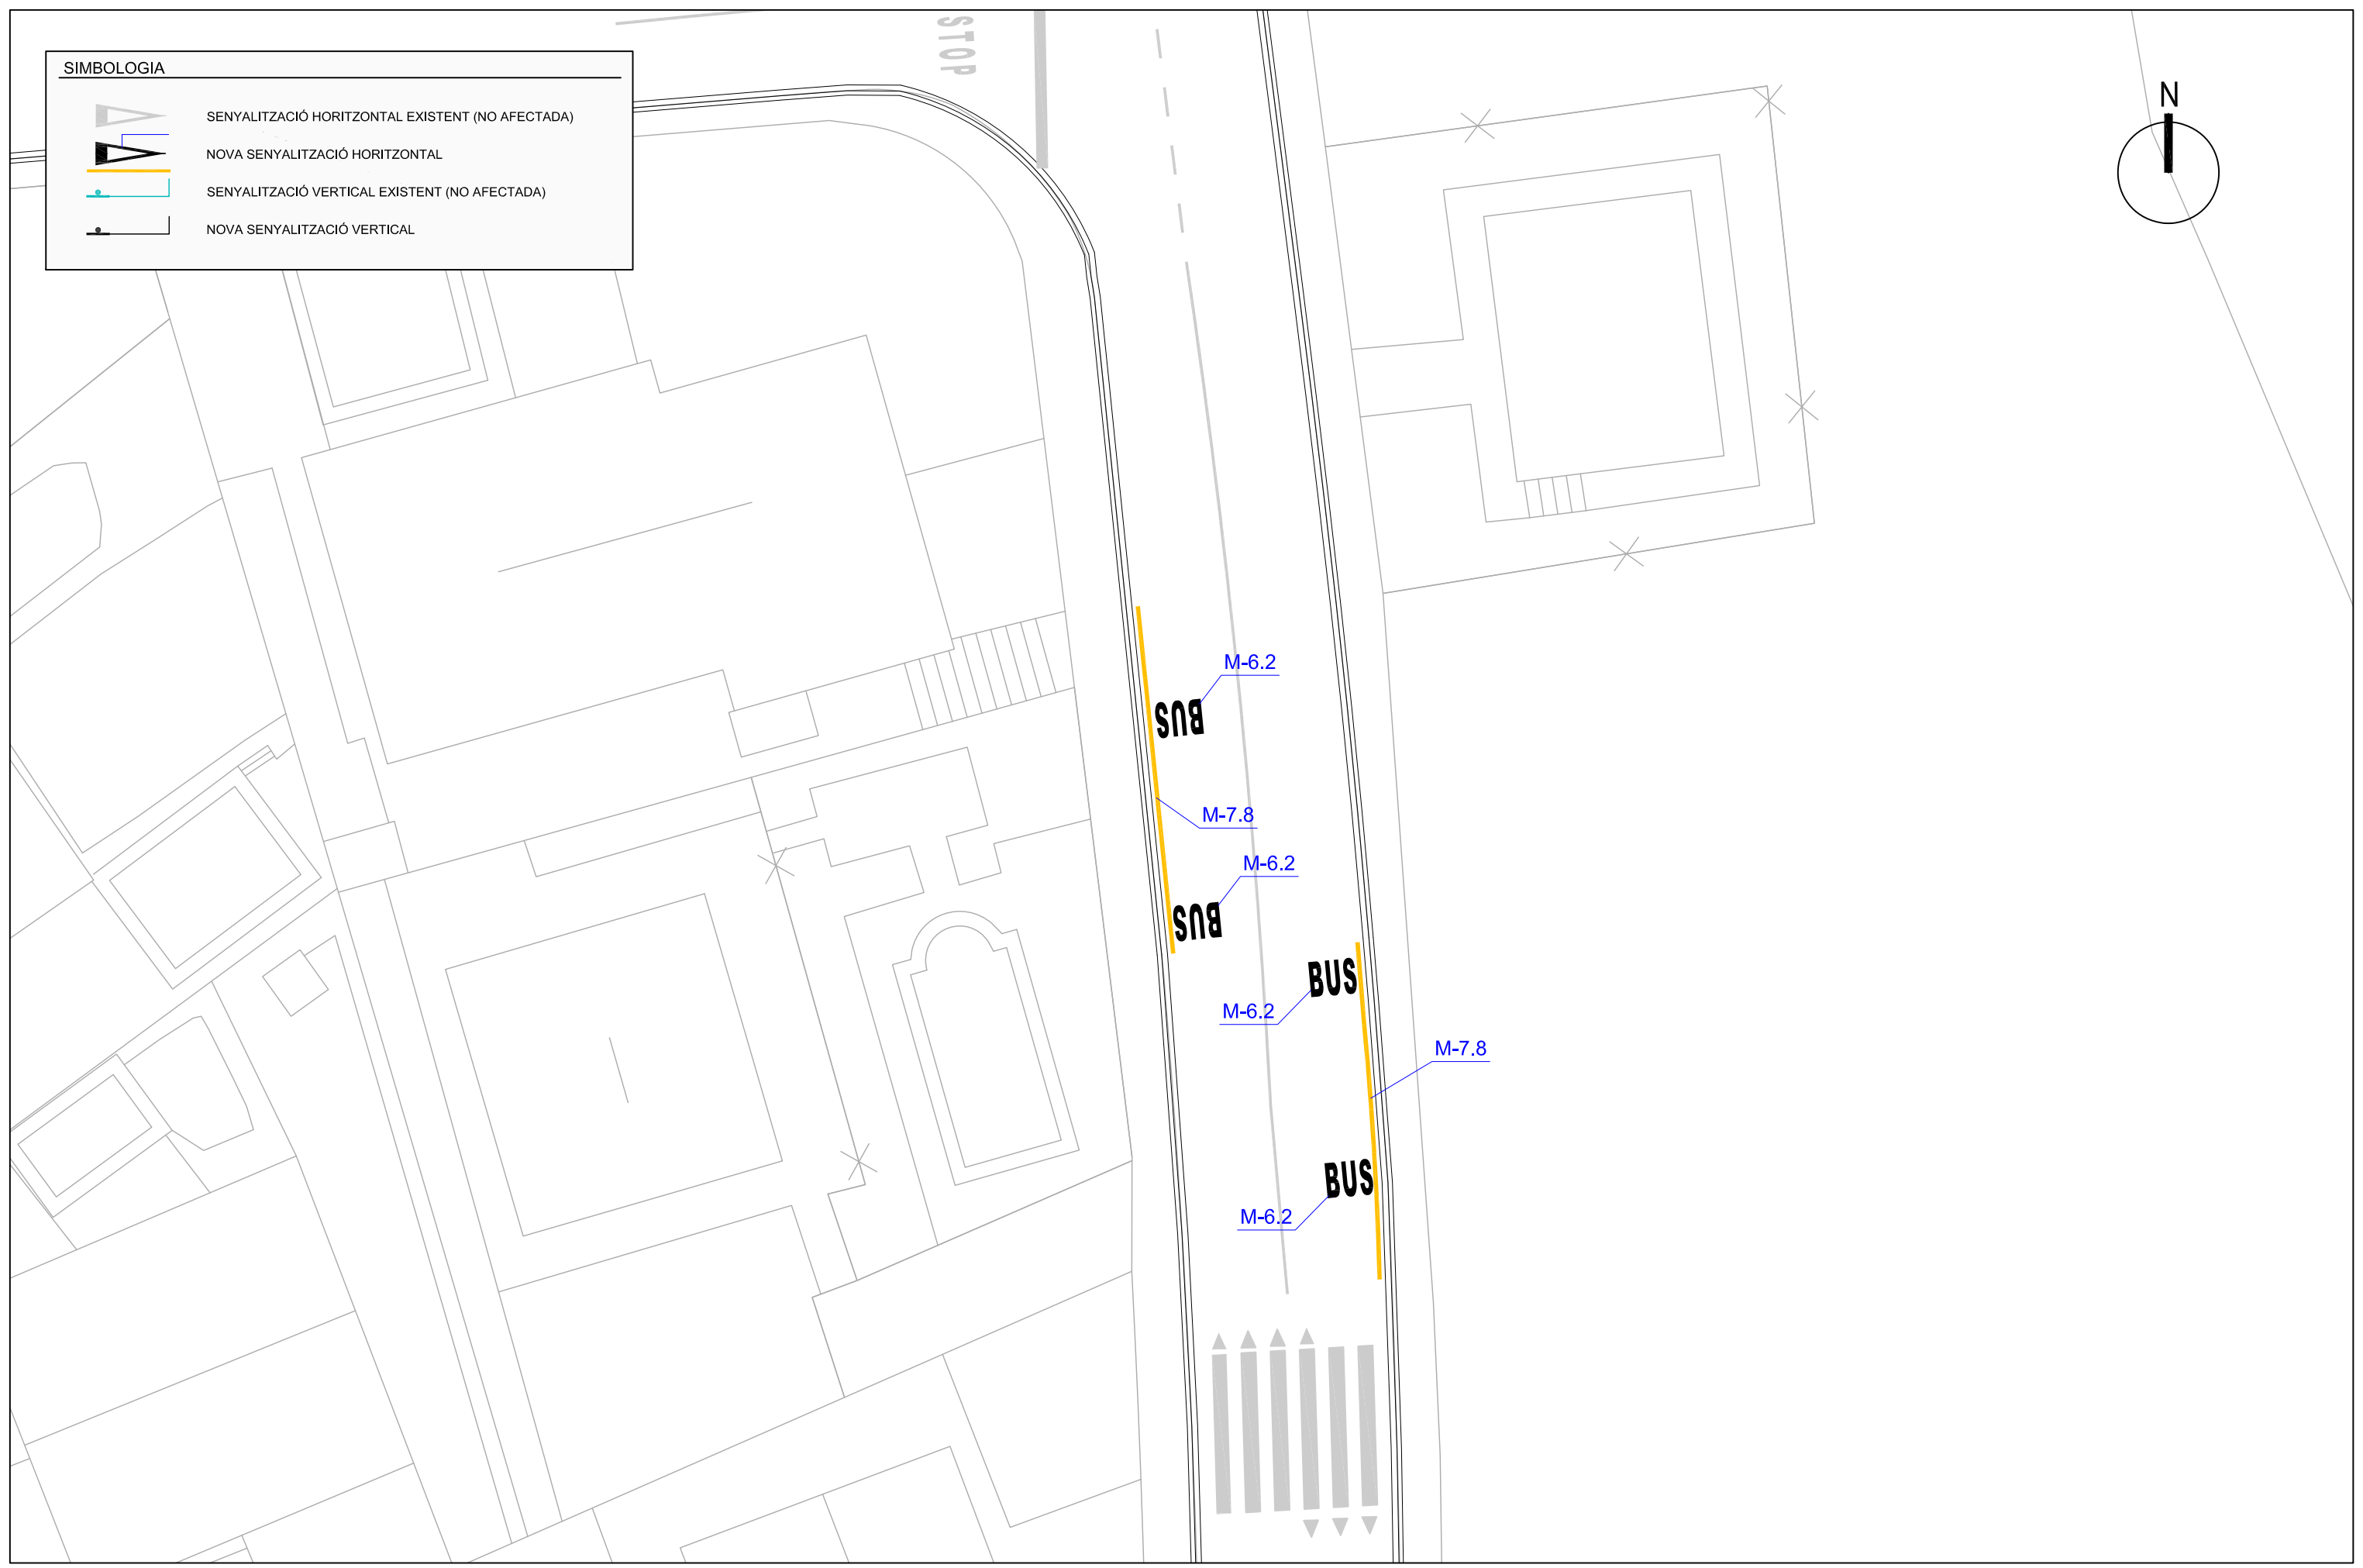 STOP
SIMBOLOGIA
SENYALITZACIÓ HORITZONTAL EXISTENT (NO AFECTADA)
NOVA SENYALITZACIÓ HORITZONTAL
SENYALITZACIÓ VERTICAL EXISTENT (NO AFECTADA)
NOVA SENYALITZACIÓ VERTICAL
N
M-6.2
BUS
M-7.8
M-6.2
BUS
BUS
M-6.2
M-7.8
BUS
M-6.2